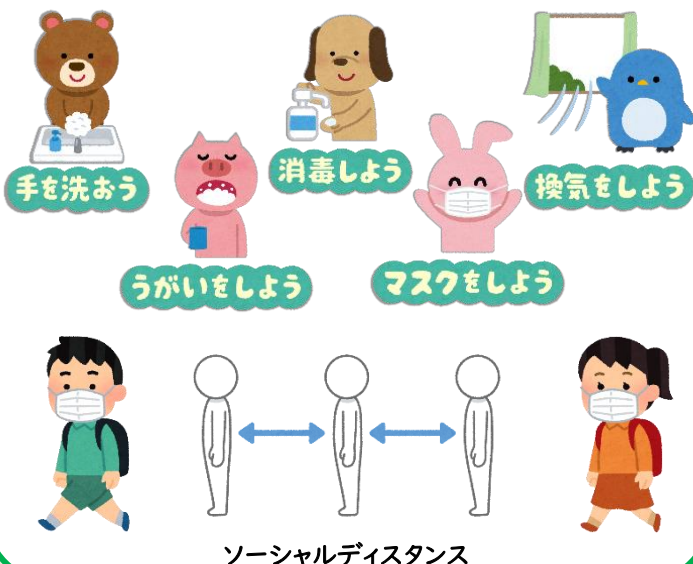 手を洗おう
消毒しよう
換気をしよう
うがいをしよう
マスクをしよう
ソーシャルディスタンス